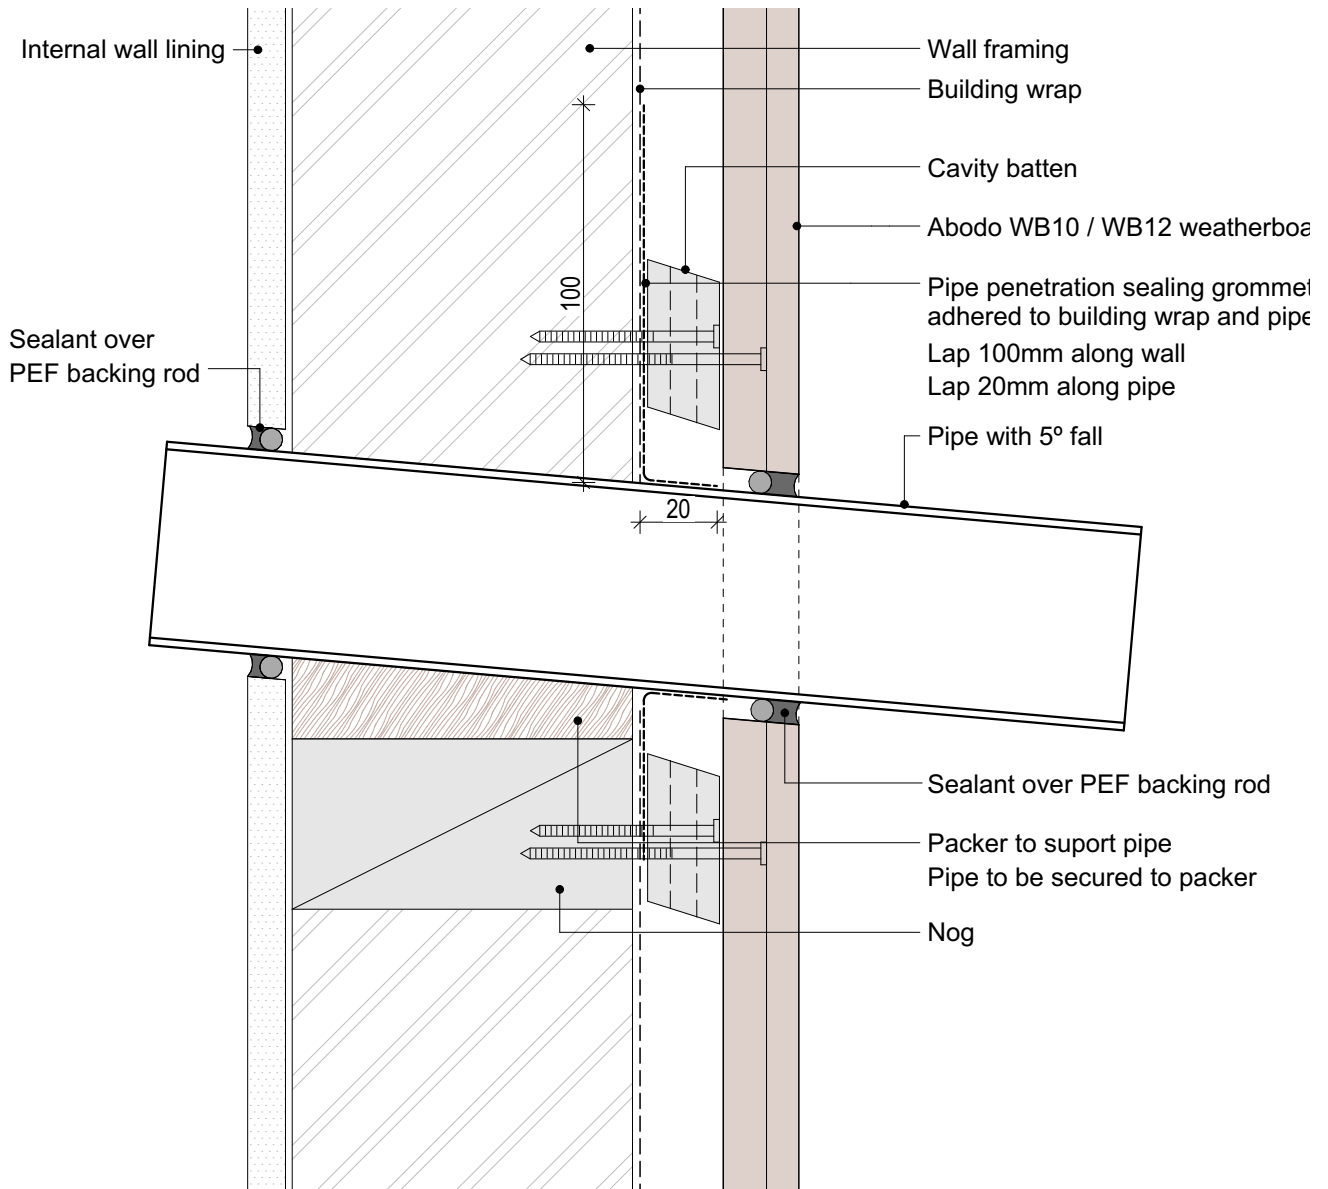 Internal wall lining
Wall framing
Building wrap
Cavity batten
Abodo WB10 / WB12 weatherboa
Pipe penetration sealing grommet
adhered to building wrap and pipe
Lap 100mm along wall
Lap 20mm along pipe
100
Sealant over
PEF backing rod
Pipe with 5º fall
20
Sealant over PEF backing rod
Packer to suport pipe
Pipe to be secured to packer
Nog